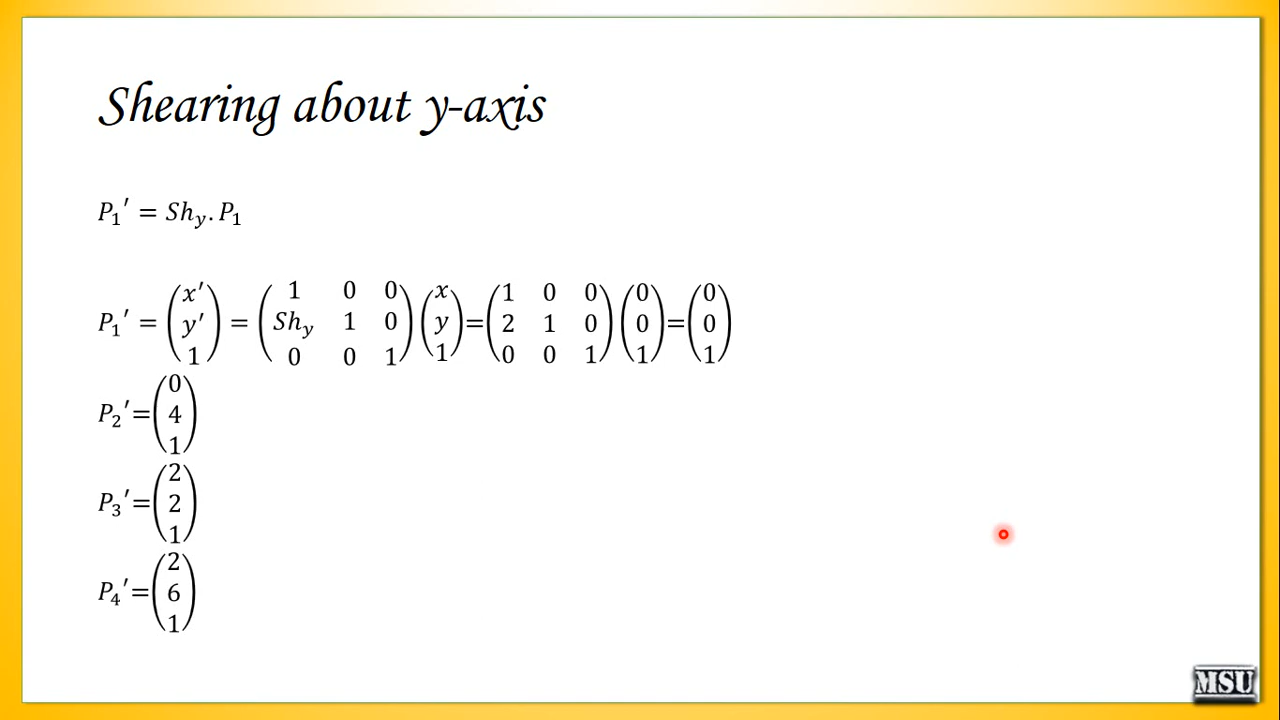 Shearing about y-axis
P₁′ = Shᵧ. P₁
P₁′ = (x′ y′ 1) = (1 0 0 Shᵧ 1 0 0 0 1)(x y 1)=(1 0 0 2 1 0 0 0 1)(0 0 1)=(0 0 1)
P₂′=(0 4 1)
P₃′=(2 2 1)
P₄′=(2 6 1)
MSU